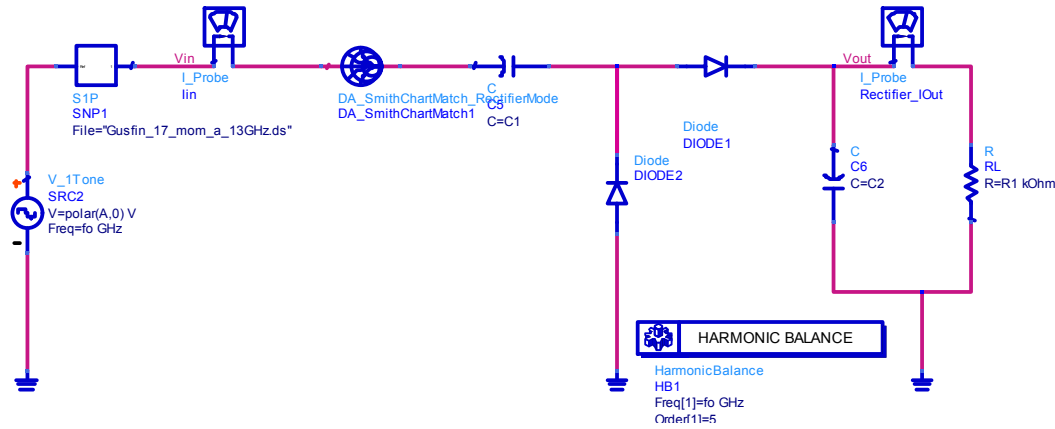 S1P
SNP1
File="Gusfin_17_mom_a_13GHz.ds"
Vin
I_Probe
Iin
DA_SmithChartMatch_RectifierMode
DA_SmithChartMatch1
C
C5
C=C1
Diode
DIODE1
Diode
DIODE2
Vout
I_Probe
Rectifier_IOut
C
C6
C=C2
R
RL
R=R1 kOhm
+
V_1Tone
SRC2
V=polar(A,0) V
Freq=fo GHz
-
HARMONIC BALANCE
HarmonicBalance
HB1
Freq[1]=fo GHz
Order[1]=5